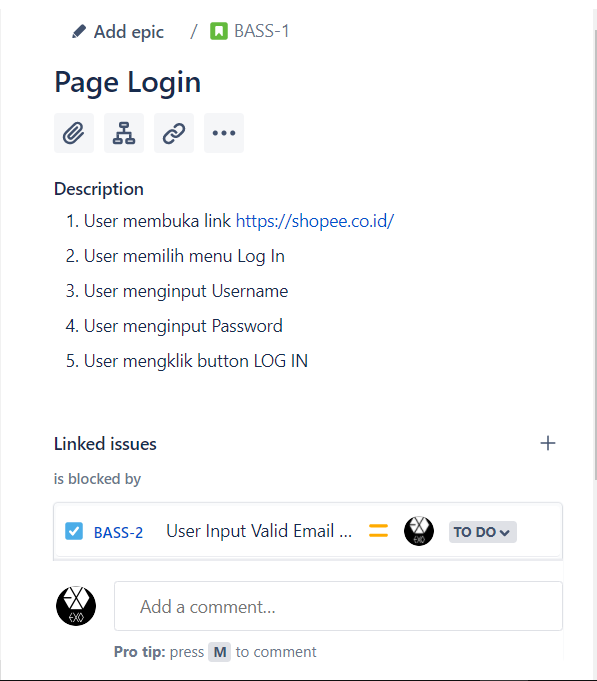 Add epic / BASS-1
Page Login
Description
1. User membuka link https://shopee.co.id/
2. User memilih menu Log In
3. User menginput Username
4. User menginput Password
5. User mengklik button LOG IN
Linked issues
is blocked by
BASS-2 User Input Valid Email ... EXO TO DO
EXO Add a comment...
Pro tip: press M to comment